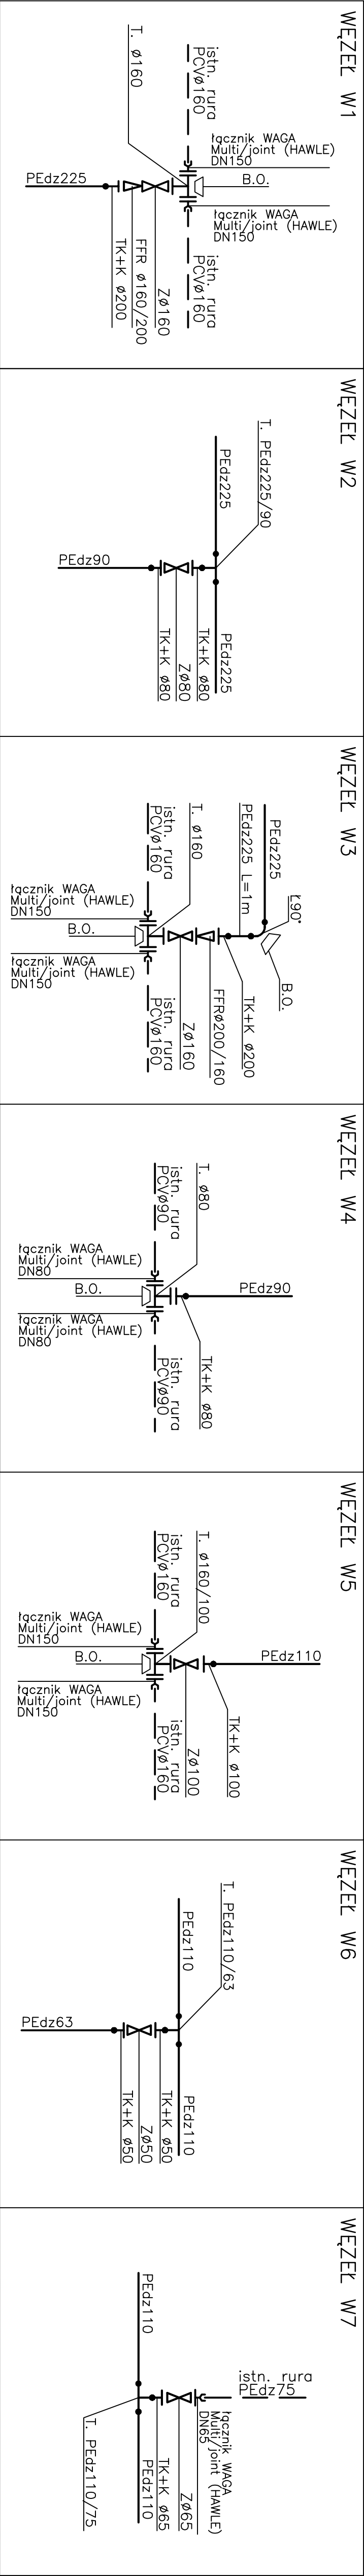 WĘZEŁ W1
T. ø160
istn. rura
PCVø160
łącznik WAGA
Multi/joint (HAWLE)
DN150
B.O.
łącznik WAGA
Multi/joint (HAWLE)
DN150
istn. rura
PCVø160
PEdz225
Zø160
FFR ø160/200
TK+K ø200
WĘZEŁ W2
T. PEdz225/90
PEdz225
PEdz225
PEdz90
TK+K ø80
Zø80
TK+K ø80
WĘZEŁ W3
PEdz225
Ł90°
B.O.
PEdz225 L=1m
T. ø160
TK+K ø200
FFRø200/160
Zø160
istn. rura
PCVø160
istn. rura
PCVø160
łącznik WAGA
Multi/joint (HAWLE)
DN150
B.O.
łącznik WAGA
Multi/joint (HAWLE)
DN150
WĘZEŁ W4
PEdz90
T. ø80
TK+K ø80
istn. rura
PCVø90
istn. rura
PCVø90
łącznik WAGA
Multi/joint (HAWLE)
DN80
B.O.
łącznik WAGA
Multi/joint (HAWLE)
DN80
WĘZEŁ W5
PEdz110
T. ø160/100
TK+K ø100
Zø100
istn. rura
PCVø160
istn. rura
PCVø160
łącznik WAGA
Multi/joint (HAWLE)
DN150
B.O.
łącznik WAGA
Multi/joint (HAWLE)
DN150
WĘZEŁ W6
T. PEdz110/63
PEdz110
PEdz110
PEdz63
TK+K ø50
Zø50
TK+K ø50
WĘZEŁ W7
istn. rura
PEdz75
łącznik WAGA
Multi/joint (HAWLE)
DN65
Zø65
TK+K ø65
PEdz110
PEdz110
T. PEdz110/75